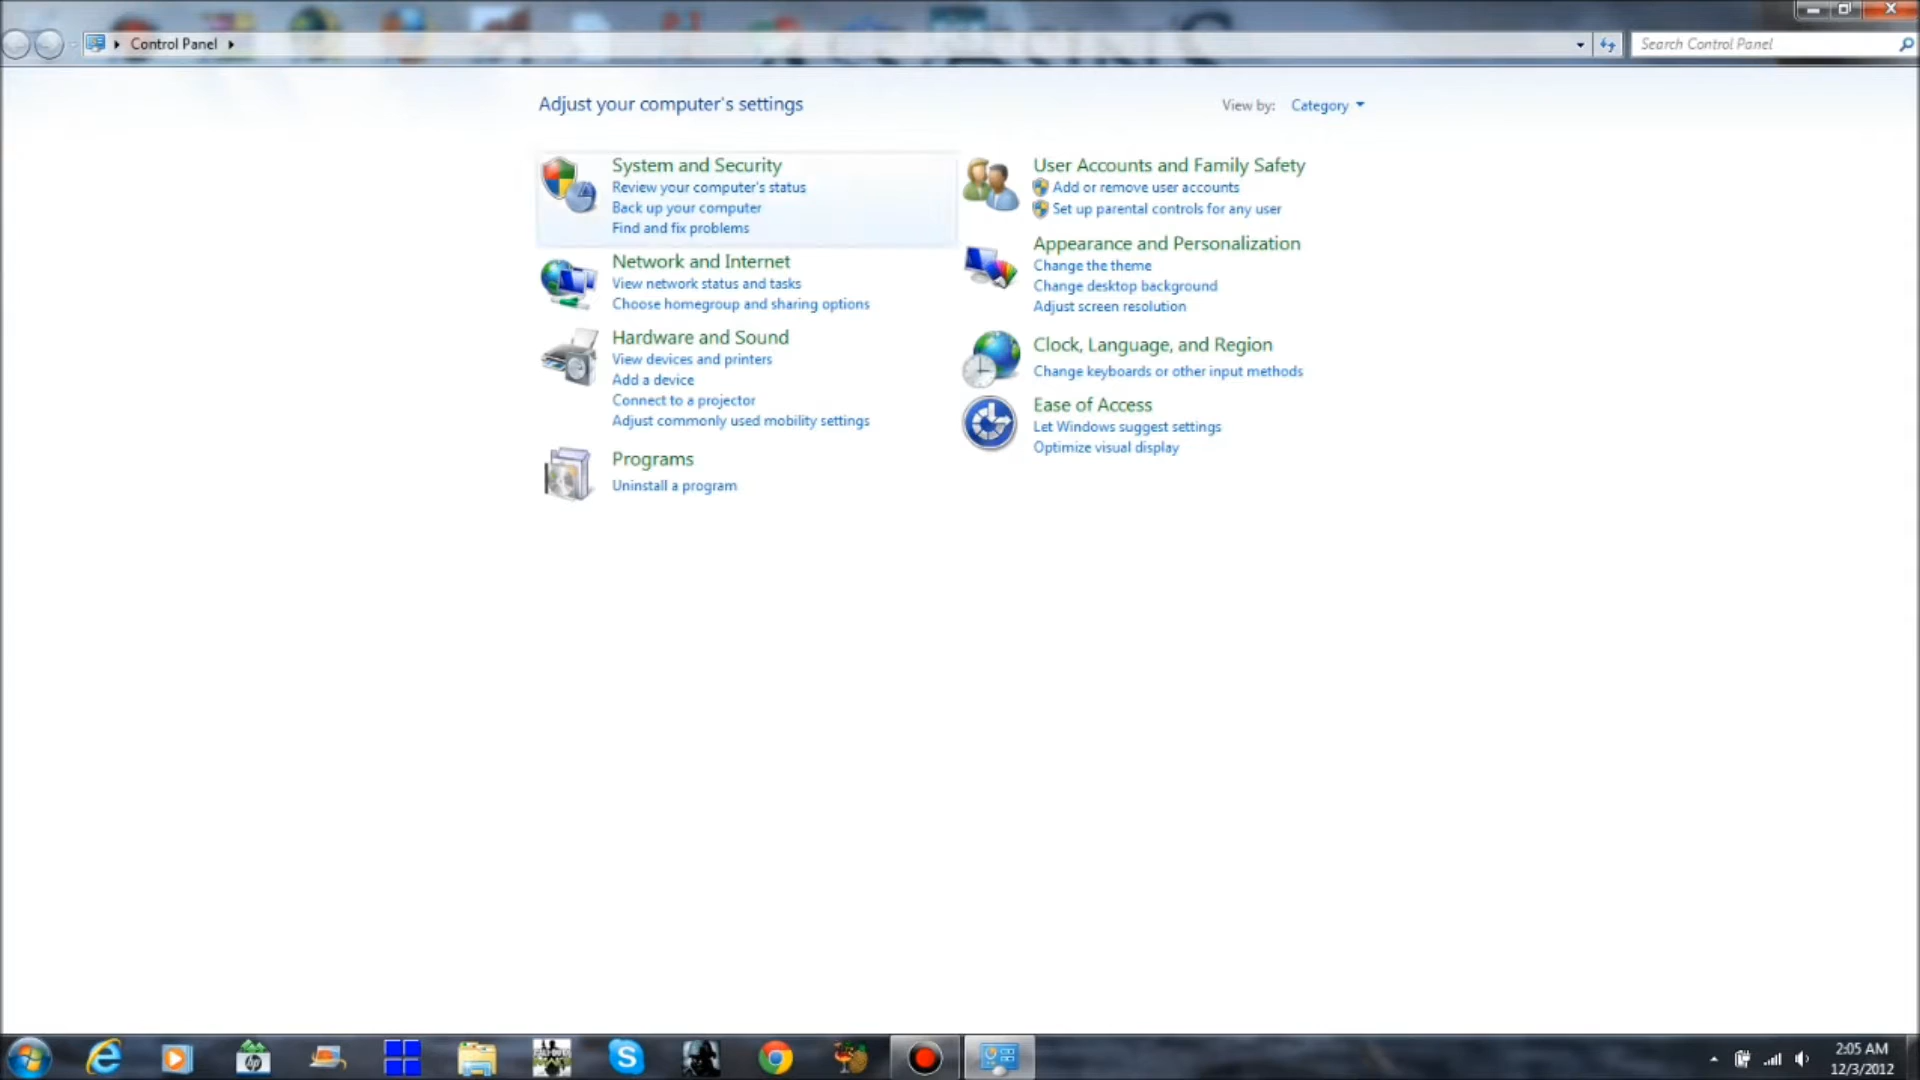 Control Panel
Search Control Panel
Adjust your computer's settings
View by: Category
System and Security
Review your computer's status
Back up your computer
Find and fix problems
Network and Internet
View network status and tasks
Choose homegroup and sharing options
Hardware and Sound
View devices and printers
Add a device
Connect to a projector
Adjust commonly used mobility settings
Programs
Uninstall a program
User Accounts and Family Safety
Add or remove user accounts
Set up parental controls for any user
Appearance and Personalization
Change the theme
Change desktop background
Adjust screen resolution
Clock, Language, and Region
Change keyboards or other input methods
Ease of Access
Let Windows suggest settings
Optimize visual display
hp
2:05 AM
12/3/2012